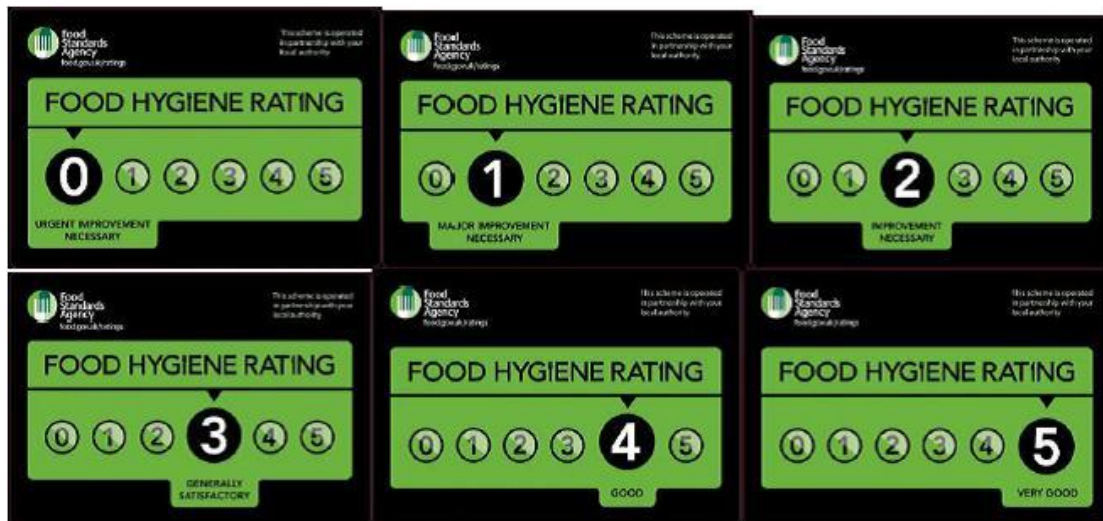 Food
Standards
Agency
food.gov.uk/ratings
This scheme is operated
in partnership with your
local authority
FOOD HYGIENE RATING
0 1 2 3 4 5
URGENT IMPROVEMENT
NECESSARY
Food
Standards
Agency
food.gov.uk/ratings
This scheme is operated
in partnership with your
local authority
FOOD HYGIENE RATING
0 1 2 3 4 5
MAJOR IMPROVEMENT
NECESSARY
Food
Standards
Agency
food.gov.uk/ratings
This scheme is operated
in partnership with your
local authority
FOOD HYGIENE RATING
0 1 2 3 4 5
IMPROVEMENT
NECESSARY
Food
Standards
Agency
food.gov.uk/ratings
This scheme is operated
in partnership with your
local authority
FOOD HYGIENE RATING
0 1 2 3 4 5
GENERALLY
SATISFACTORY
Food
Standards
Agency
food.gov.uk/ratings
This scheme is operated
in partnership with your
local authority
FOOD HYGIENE RATING
0 1 2 3 4 5
GOOD
Food
Standards
Agency
food.gov.uk/ratings
This scheme is operated
in partnership with your
local authority
FOOD HYGIENE RATING
0 1 2 3 4 5
VERY GOOD